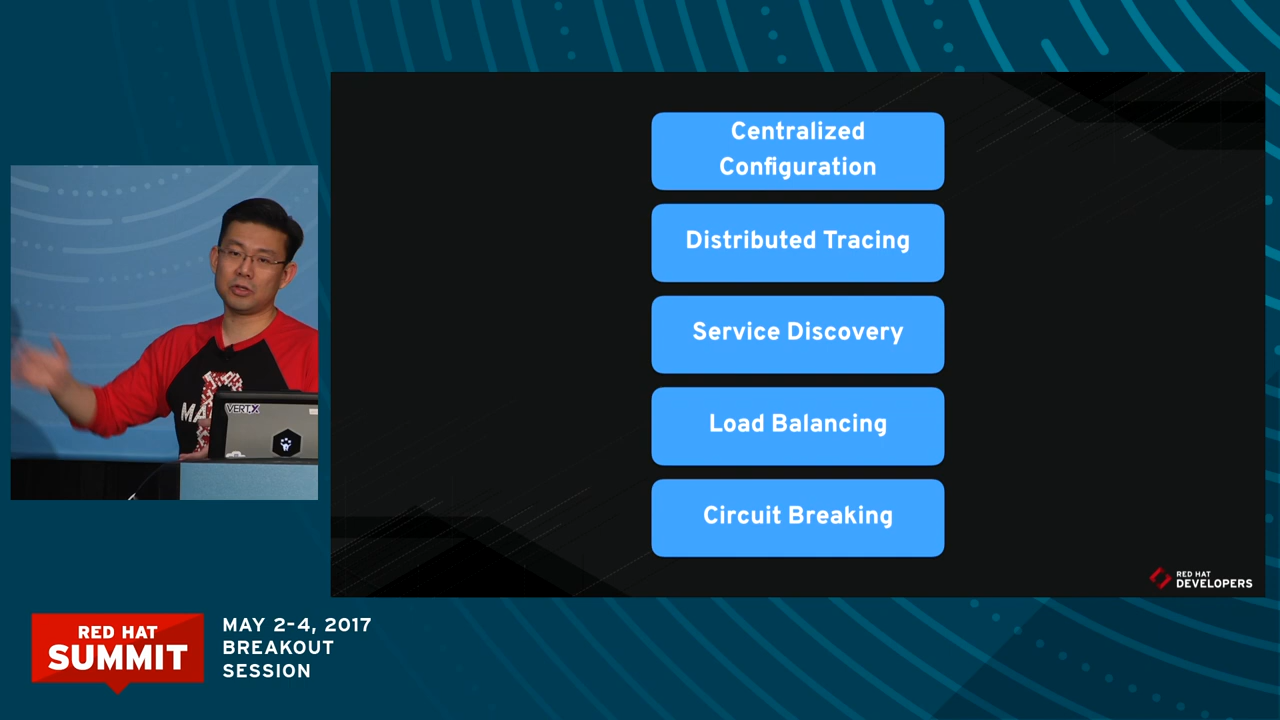 Centralized
Configuration
Distributed Tracing
Service Discovery
Load Balancing
Circuit Breaking
RED HAT
DEVELOPERS
MA
VERT.X
RED HAT
SUMMIT
MAY 2-4, 2017
BREAKOUT
SESSION